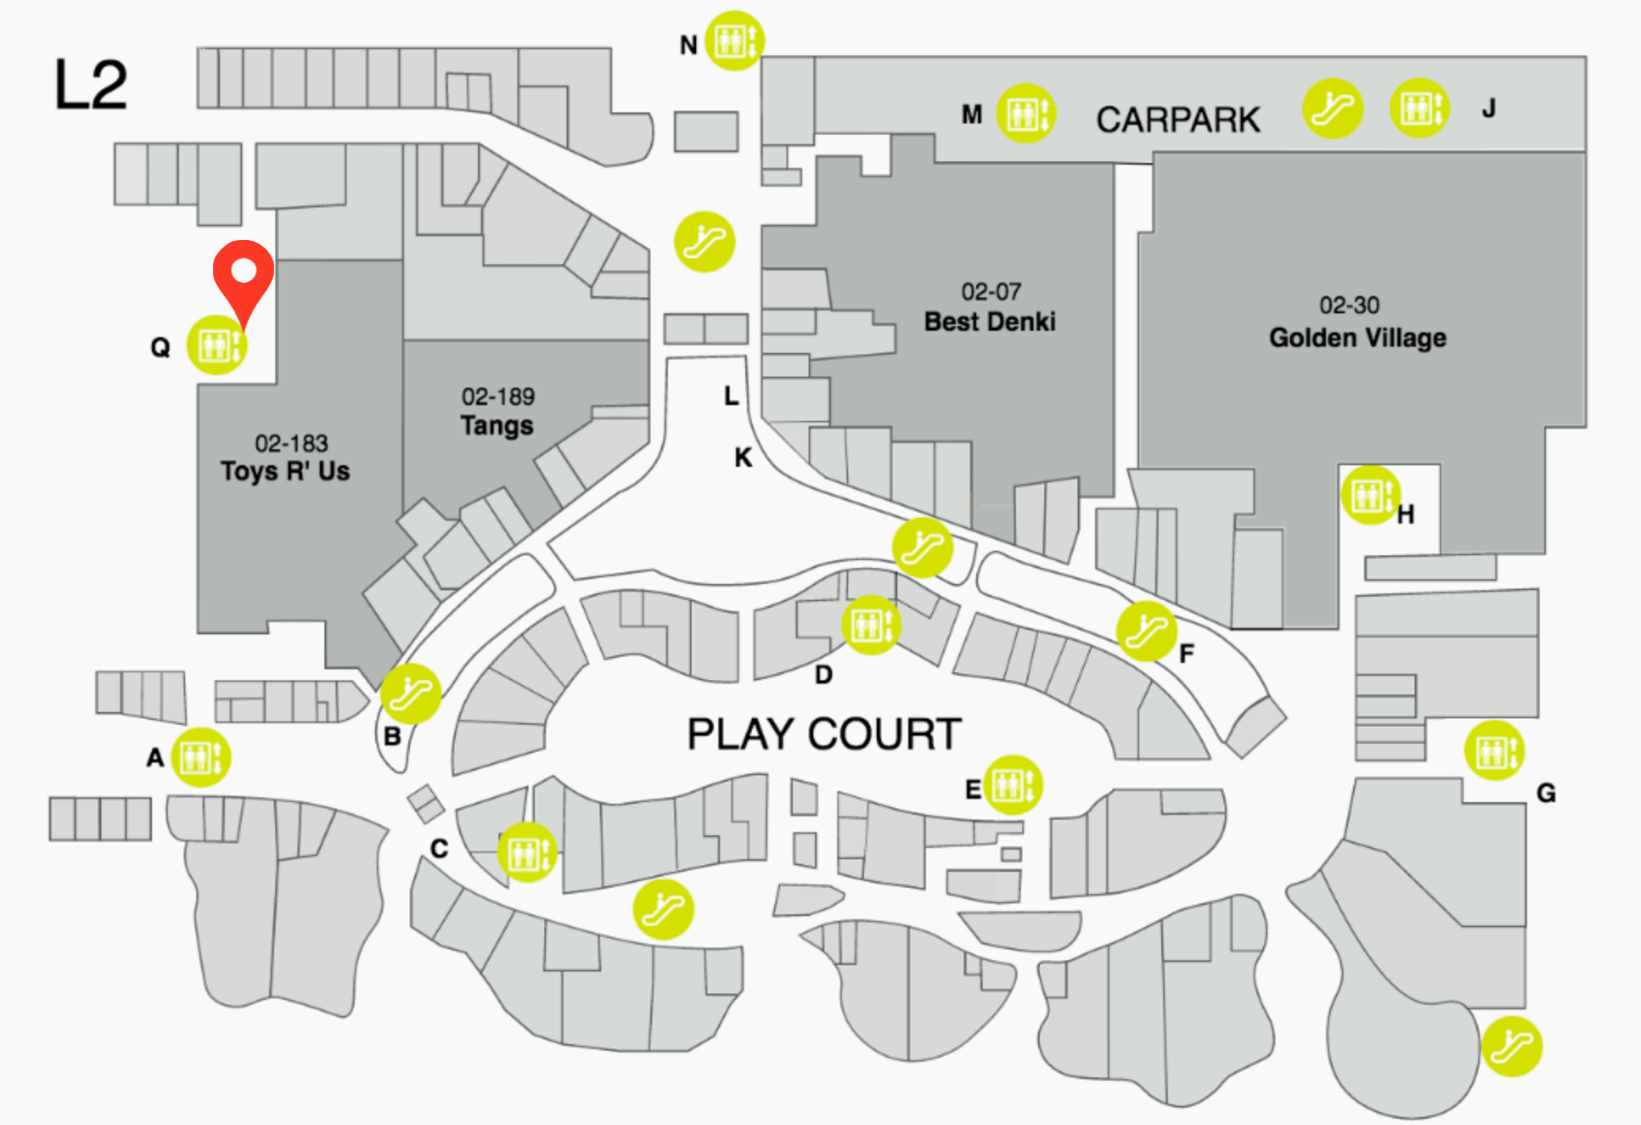 L2
N
M
CARPARK
J
02-07
Best Denki
02-30
Golden Village
Q
L
02-189
Tangs
K
02-183
Toys R' Us
H
F
D
B
PLAY COURT
A
E
G
C